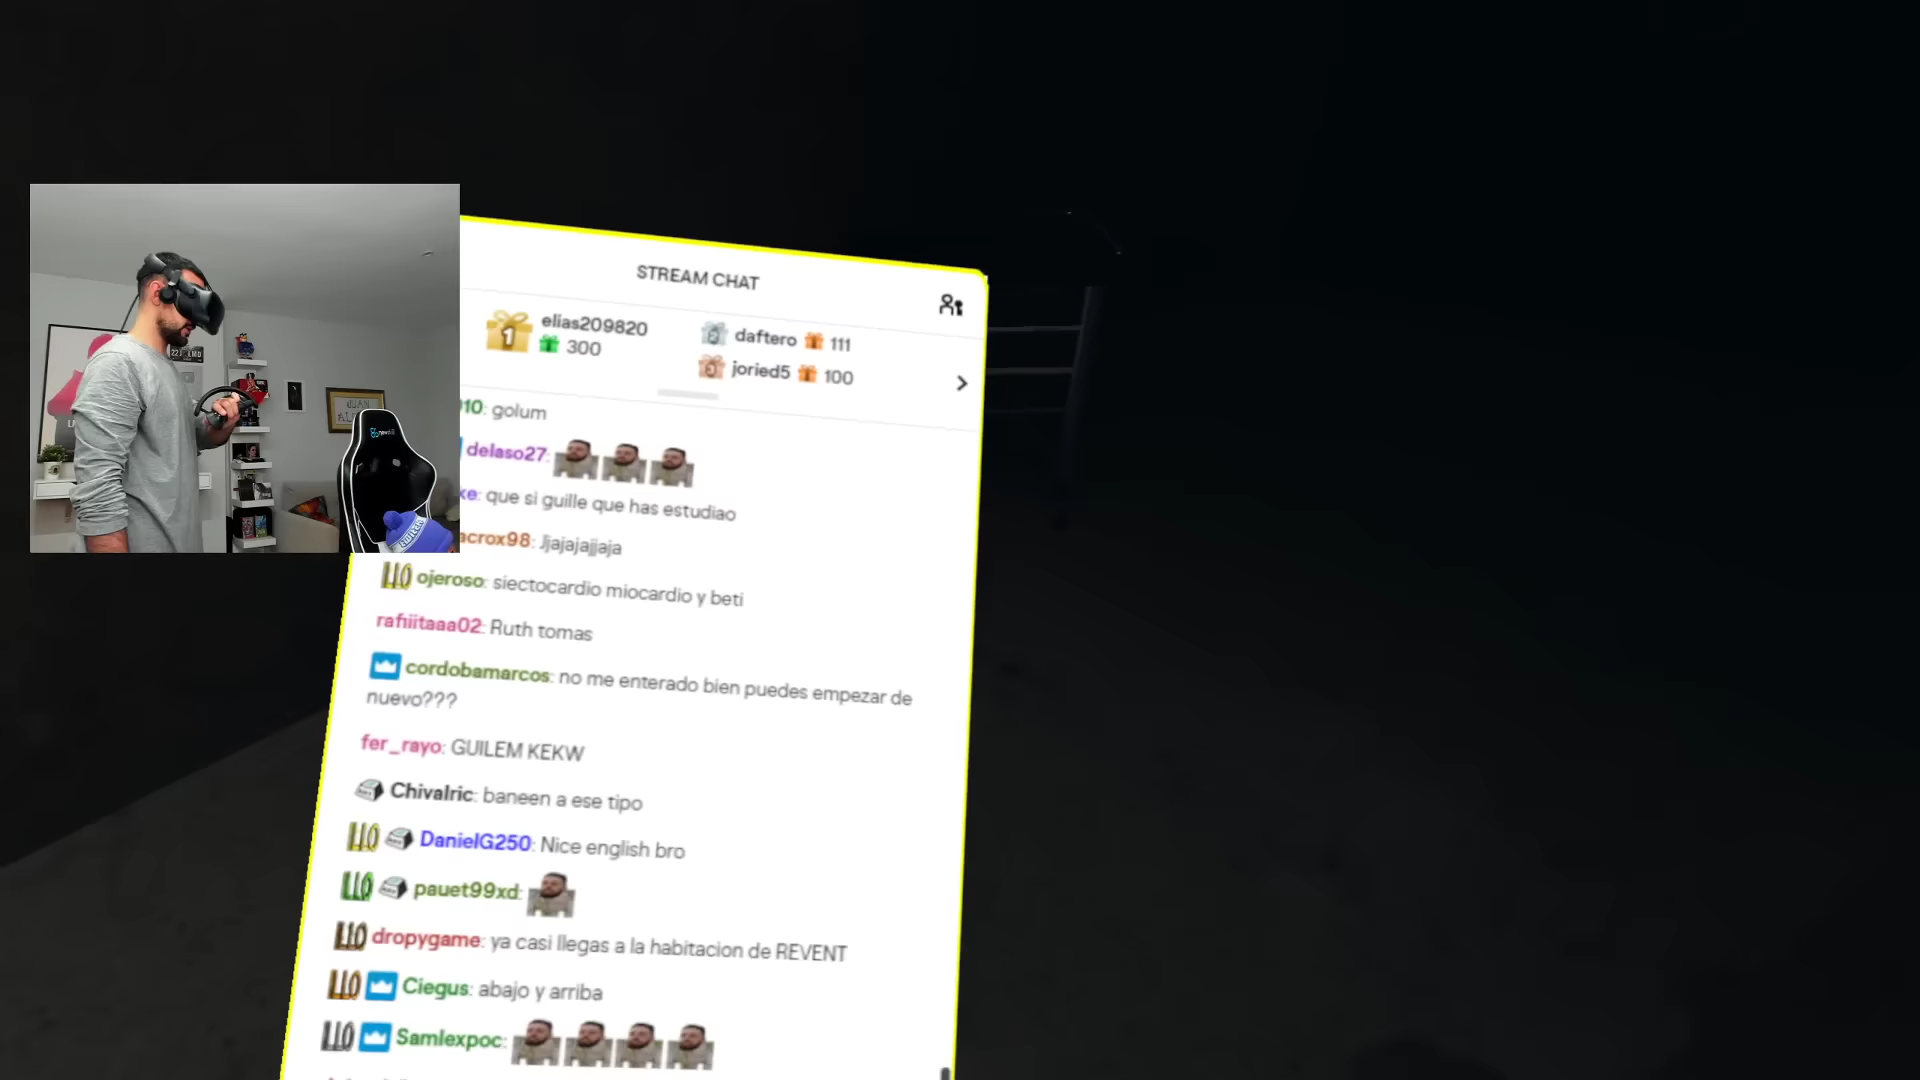 STREAM CHAT
elias209820
300
daftero 111
joried5 100
10: golum
delaso27:
ke: que si guille que has estudiao
acrox98: Jjajajajjaja
ojeroso: siectocardio miocardio y beti
rafiiitaaa02: Ruth tomas
cordobamarcos: no me enterado bien puedes empezar de
nuevo???
fer_rayo: GUILEM KEKW
Chivalric: baneen a ese tipo
DanielG250: Nice english bro
pauet99xd:
dropygame: ya casi llegas a la habitacion de REVENT
Ciegus: abajo y arriba
Samlexpoc: